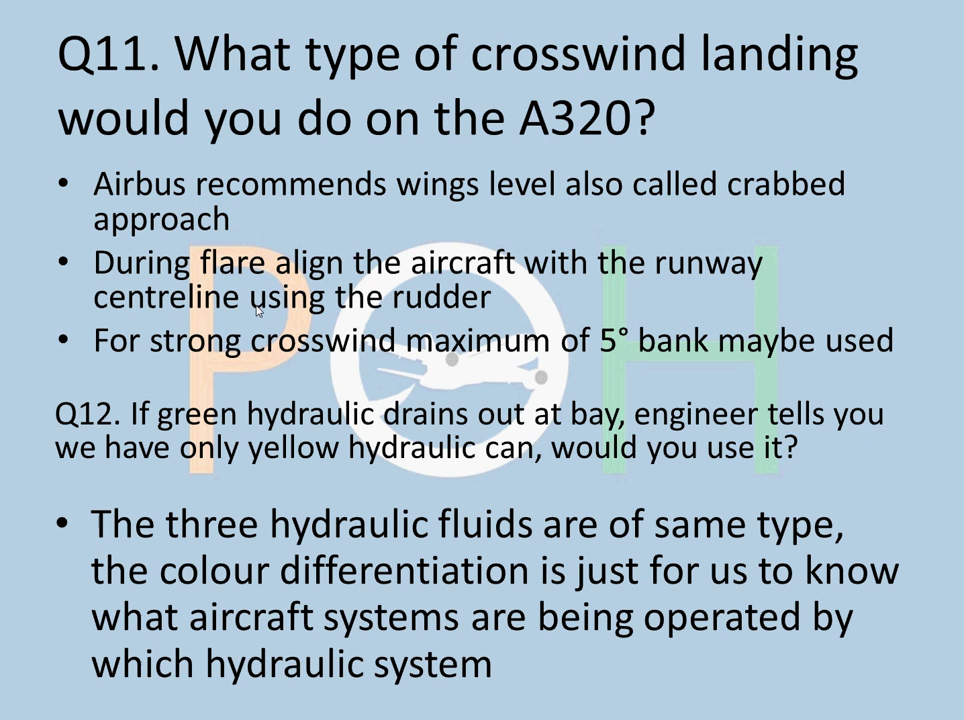 Q11. What type of crosswind landing
would you do on the A320?
• Airbus recommends wings level also called crabbed
approach
• During flare align the aircraft with the runway
centreline using the rudder
• For strong crosswind maximum of 5° bank maybe used
Q12. If green hydraulic drains out at bay, engineer tells you
we have only yellow hydraulic can, would you use it?
• The three hydraulic fluids are of same type,
the colour differentiation is just for us to know
what aircraft systems are being operated by
which hydraulic system
POH